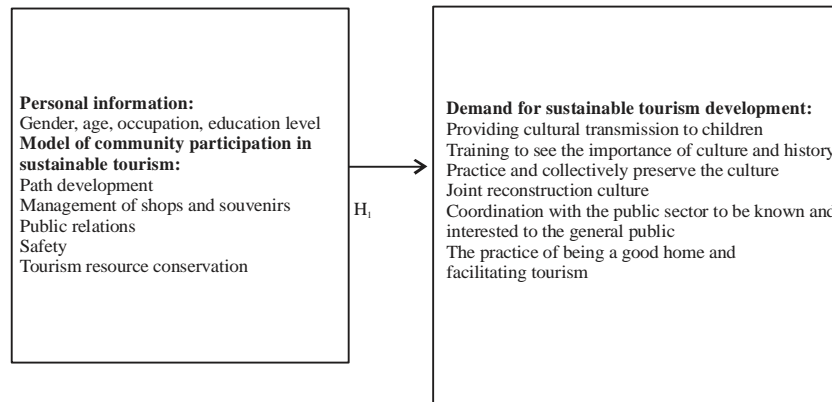 Personal information:
Gender, age, occupation, education level
Model of community participation in
sustainable tourism:
Path development
Management of shops and souvenirs
Public relations
Safety
Tourism resource conservation
H1
Demand for sustainable tourism development:
Providing cultural transmission to children
Training to see the importance of culture and history
Practice and collectively preserve the culture
Joint reconstruction culture
Coordination with the public sector to be known and
interested to the general public
The practice of being a good home and
facilitating tourism